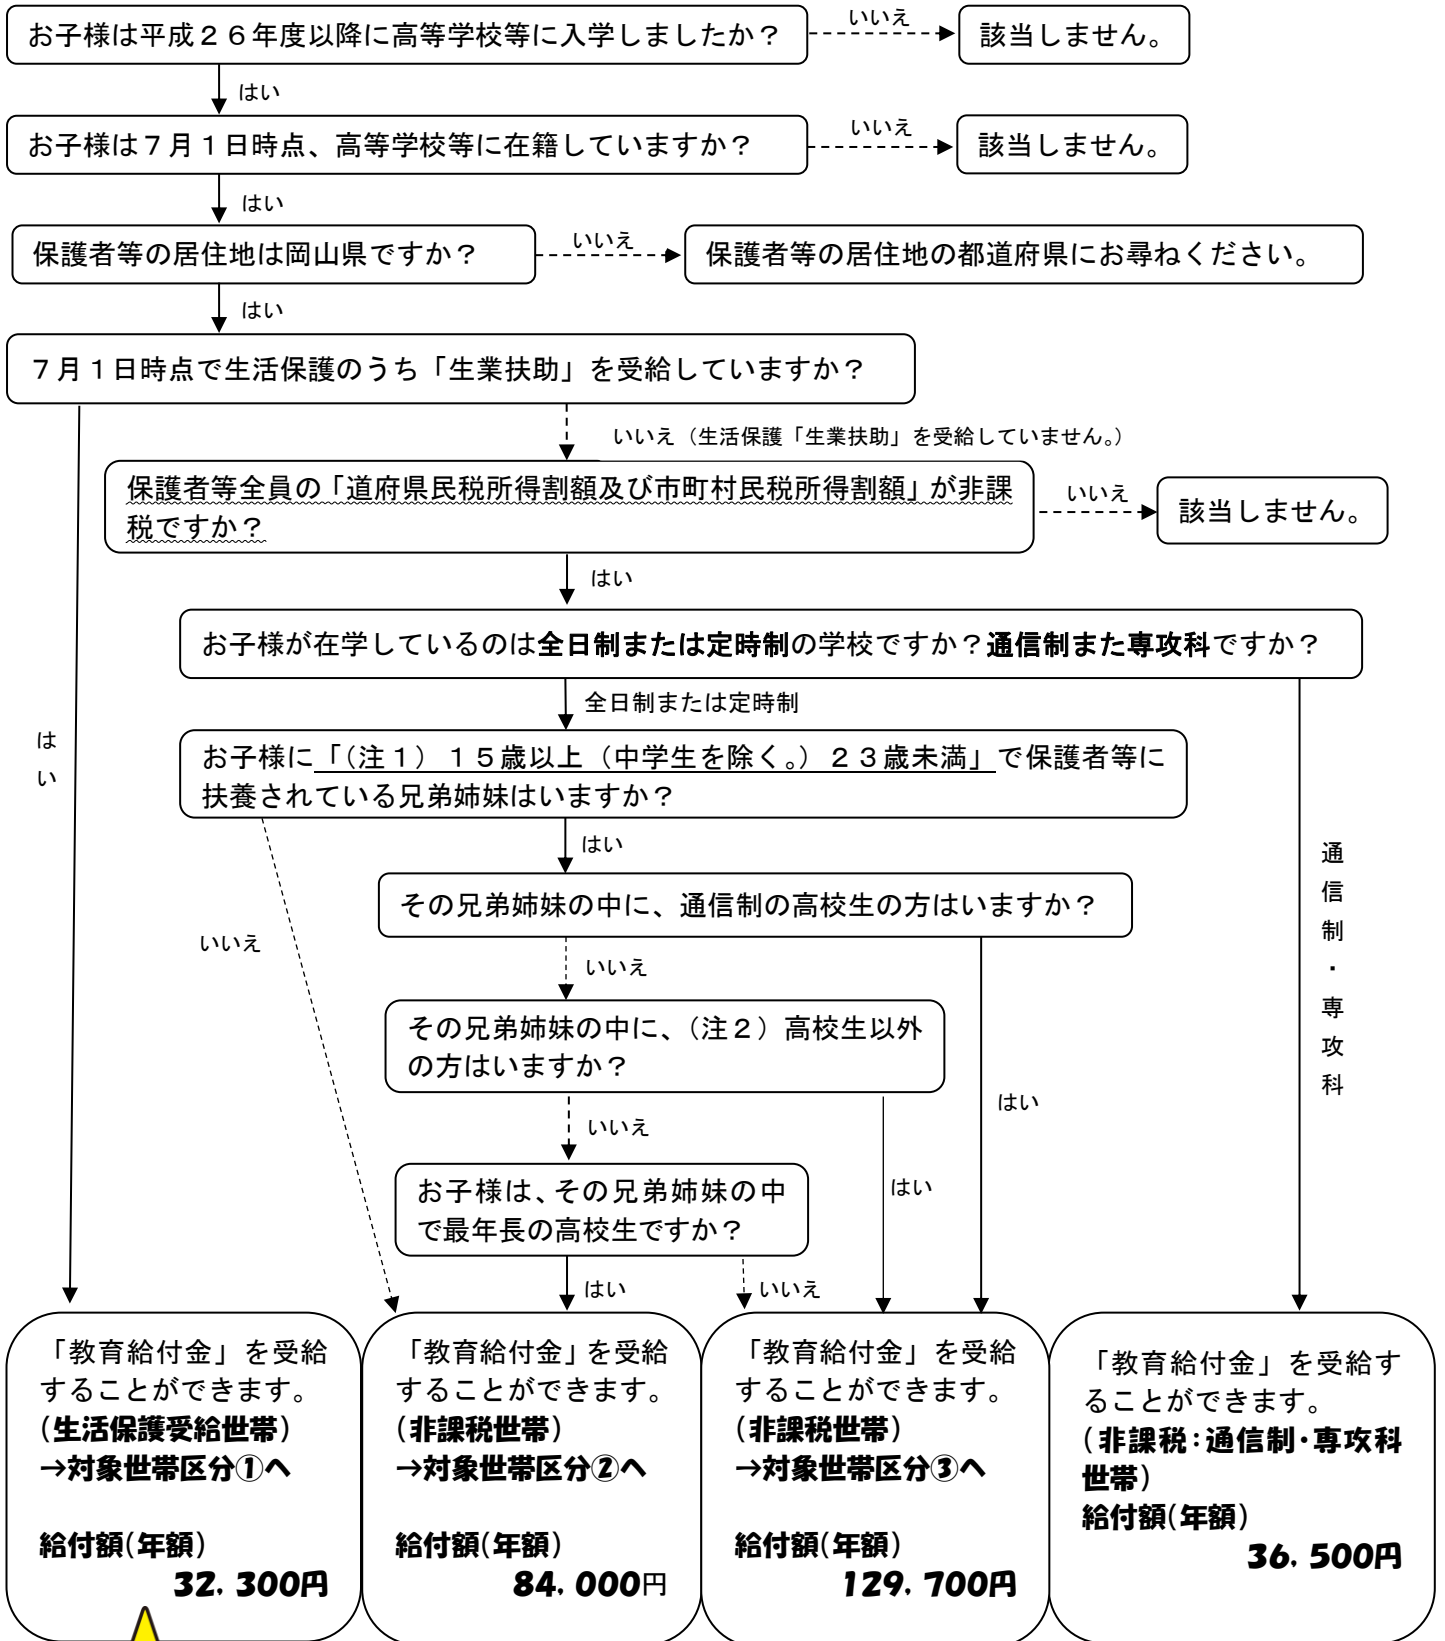 お子様は平成２６年度以降に高等学校等に入学しましたか？
いいえ
該当しません。
はい
お子様は７月１日時点、高等学校等に在籍していますか？
いいえ
該当しません。
はい
保護者等の居住地は岡山県ですか？
いいえ
保護者等の居住地の都道府県にお尋ねください。
はい
７月１日時点で生活保護のうち「生業扶助」を受給していますか？
いいえ（生活保護「生業扶助」を受給していません。）
保護者等全員の「道府県民税所得割額及び市町村民税所得割額」が非課
税ですか？
いいえ
該当しません。
はい
お子様が在学しているのは全日制または定時制の学校ですか？通信制また専攻科ですか？
全日制または定時制
はい
お子様に「（注１）１５歳以上（中学生を除く。）２３歳未満」で保護者等に
扶養されている兄弟姉妹はいますか？
はい
通信制・専攻科
その兄弟姉妹の中に、通信制の高校生の方はいますか？
いいえ
いいえ
その兄弟姉妹の中に、（注２）高校生以外
の方はいますか？
はい
いいえ
お子様は、その兄弟姉妹の中
で最年長の高校生ですか？
はい
はい
いいえ
「教育給付金」を受給
することができます。
（生活保護受給世帯）
→対象世帯区分①へ
給付額（年額）
32，300円
「教育給付金」を受給
することができます。
（非課税世帯）
→対象世帯区分②へ
給付額（年額）
84，000円
「教育給付金」を受給
することができます。
（非課税世帯）
→対象世帯区分③へ
給付額（年額）
129，700円
「教育給付金」を受給す
ることができます。
（非課税：通信制・専攻科
世帯）
給付額（年額）
36，500円